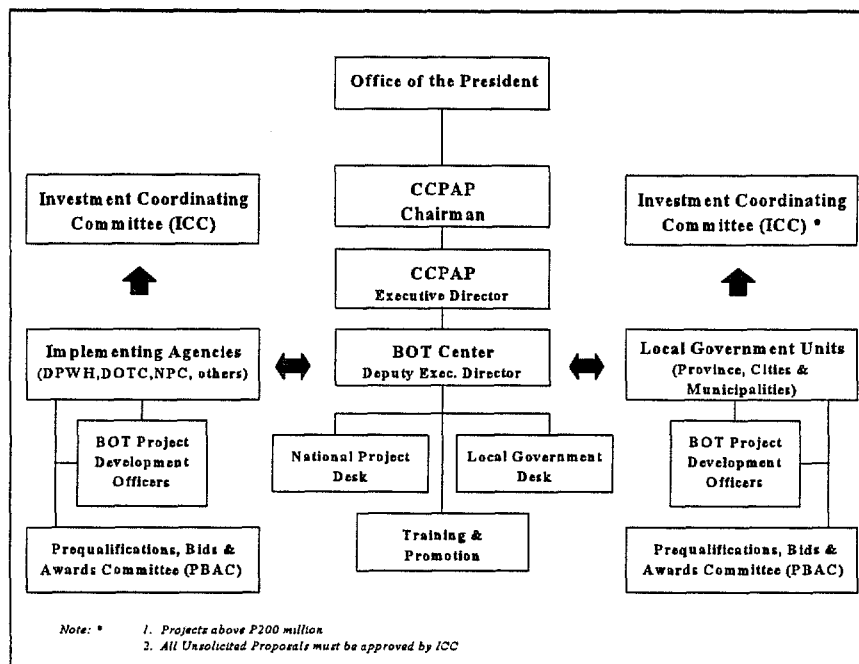 Office of the President
Investment Coordinating
Committee (ICC)
CCPAP
Chairman
Investment Coordinating
Committee (ICC) *
CCPAP
Executive Director
Implementing Agencies
(DPWH,DOTC,NPC, others)
BOT Center
Deputy Exec. Director
Local Government Units
(Province, Cities &
Municipalities)
BOT Project
Development
Officers
National Project
Desk
Local Government
Desk
BOT Project
Development
Officers
Prequalifications, Bids &
Awards Committee (PBAC)
Training &
Promotion
Prequalifications, Bids &
Awards Committee (PBAC)
Note: * 1. Projects above P200 million
2. All Unsolicited Proposals must be approved by ICC